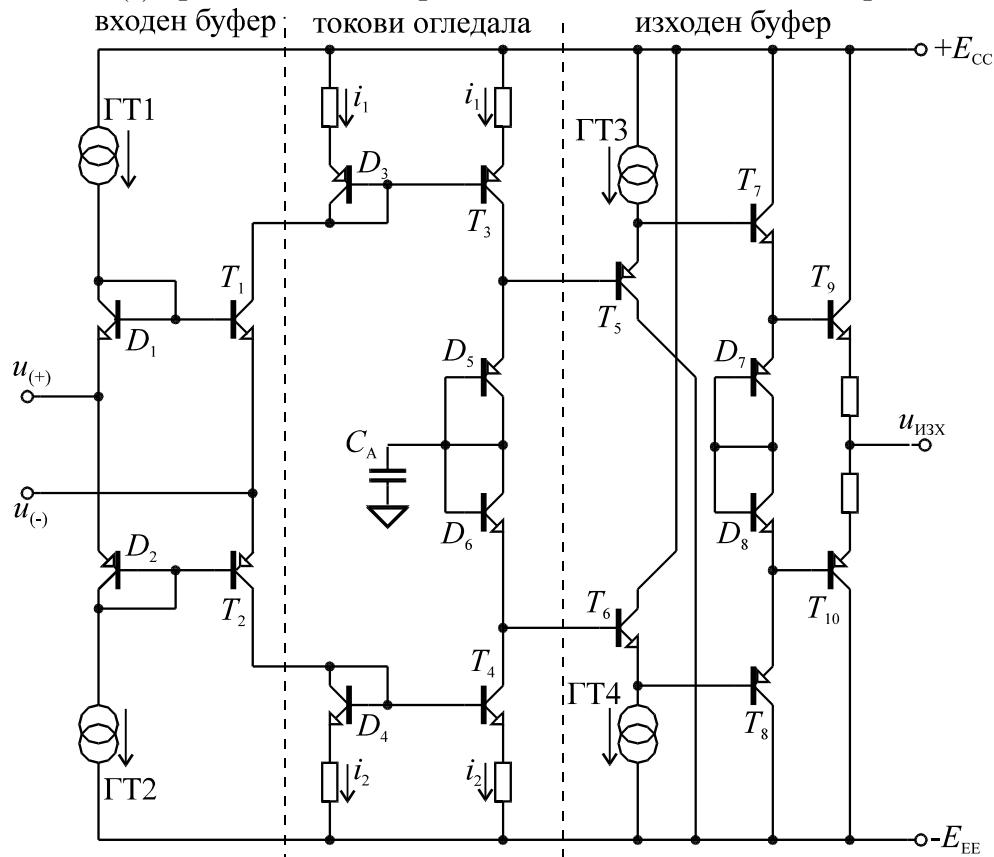 входен буфер
токови огледала
изходен буфер
+E_CC
ГТ1
i_1
i_1
D_3
T_3
ГТ3
T_7
T_1
D_1
T_5
T_9
u_(+)
D_5
D_7
C_A
u_ИЗХ
u_(-)
D_6
D_8
D_2
T_2
T_6
T_10
T_4
D_4
ГТ4
T_8
ГТ2
i_2
i_2
-E_EE